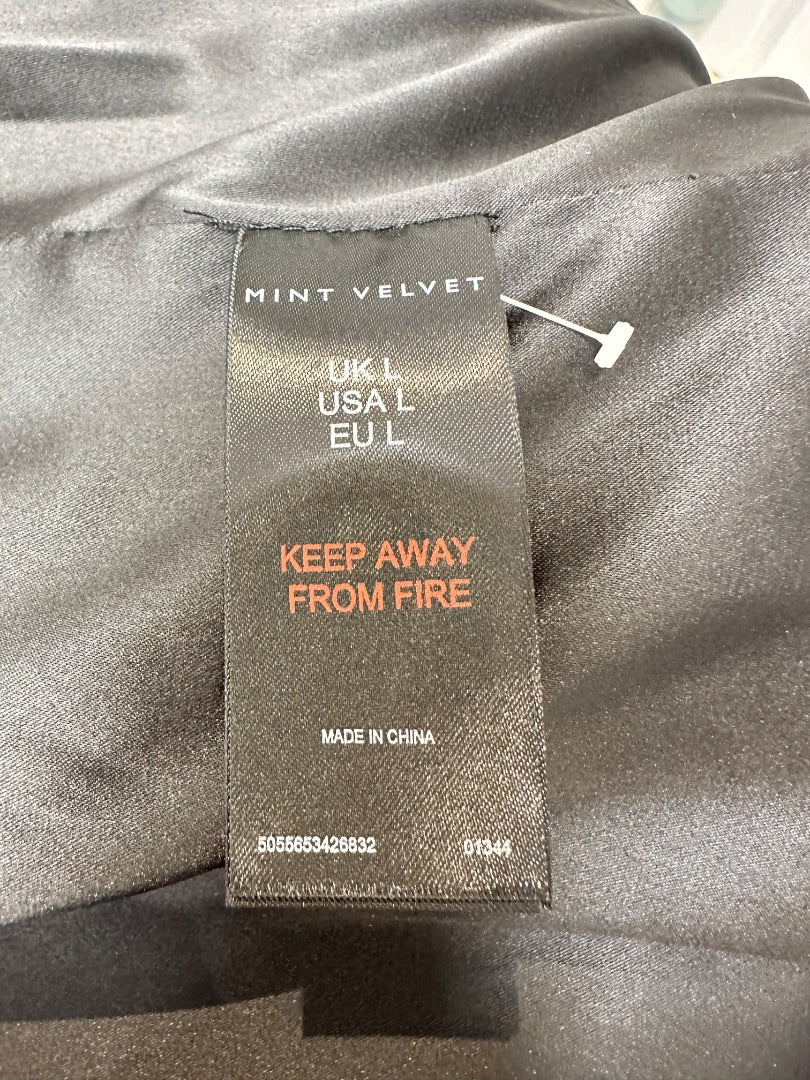 MINT VELVET
UK L
USA L
EU L
KEEP AWAY
FROM FIRE
MADE IN CHINA
5055653426832 01344